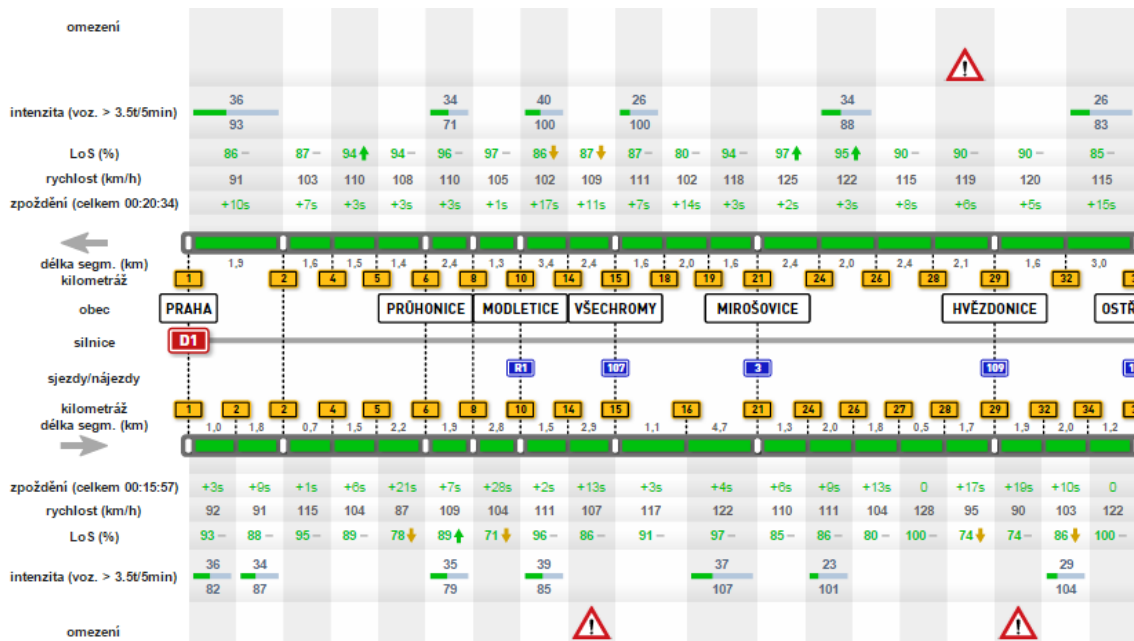 omezení
36 34 40 26 34 26
intenzita (voz. > 3.5t/5min)
93 71 100 100 88 83
LoS (%) 86 – 87 – 94 94 – 96 – 97 – 86 87 87 – 80 – 94 – 97 95 90 – 90 – 90 – 85 –
rychlost (km/h) 91 103 110 108 110 105 102 109 111 102 118 125 122 115 119 120 115
zpoždění (celkem 00:20:34) +10s +7s +3s +3s +3s +1s +17s +11s +7s +14s +3s +2s +3s +8s +6s +5s +15s
délka segm. (km) 1,9 1,6 1,5 1,4 2,4 1,3 3,4 2,4 1,6 2,0 1,6 2,4 2,0 2,4 2,1 1,6 3,0
kilometráž 1 2 4 5 6 8 10 14 15 18 19 21 24 26 28 29 32
obec PRAHA PRŮHONICE MODLETICE VŠECHROMY MIROŠOVICE HVĚZDONICE OSTŘ
silnice D1
sjezdy/nájezdy R1 107 3 109
kilometráž 1 2 2 4 5 6 8 10 14 15 16 21 24 26 27 28 29 32 34
délka segm. (km) 1,0 1,8 0,7 1,5 2,2 1,9 2,8 1,5 2,9 1,1 4,7 1,3 2,0 1,8 0,5 1,7 1,9 2,0 1,2
zpoždění (celkem 00:15:57) +3s +9s +1s +6s +21s +7s +28s +2s +13s +3s +4s +6s +9s +13s 0 +17s +19s +10s 0
rychlost (km/h) 92 91 115 104 87 109 104 111 107 117 122 110 111 104 128 95 90 103 122
LoS (%) 93 – 88 – 95 – 89 – 78 89 71 96 – 86 – 91 – 97 – 85 – 86 – 80 – 100 – 74 74 – 86 100 –
36 34 35 39 37 23 29
intenzita (voz. > 3.5t/5min)
82 87 79 85 107 101 104
omezení